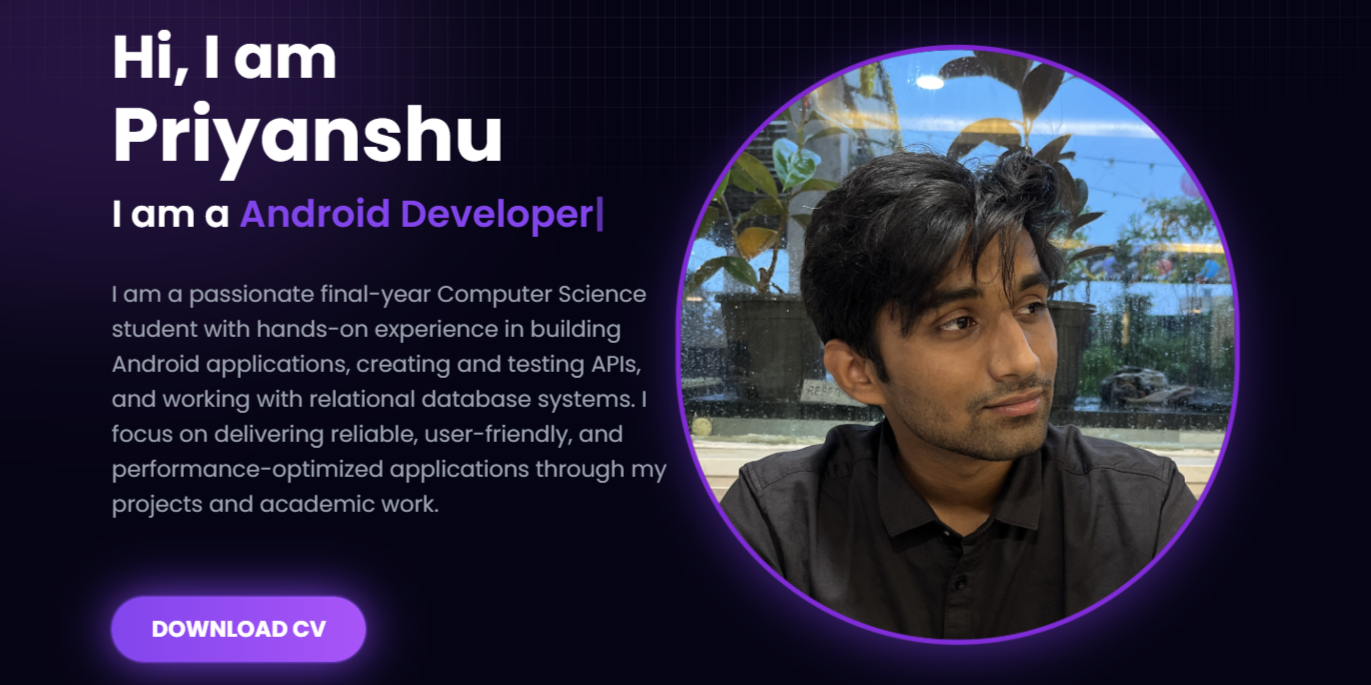 Hi, I am
Priyanshu
I am a Android Developer|
I am a passionate final-year Computer Science
student with hands-on experience in building
Android applications, creating and testing APIs,
and working with relational database systems. I
focus on delivering reliable, user-friendly, and
performance-optimized applications through my
projects and academic work.
DOWNLOAD CV